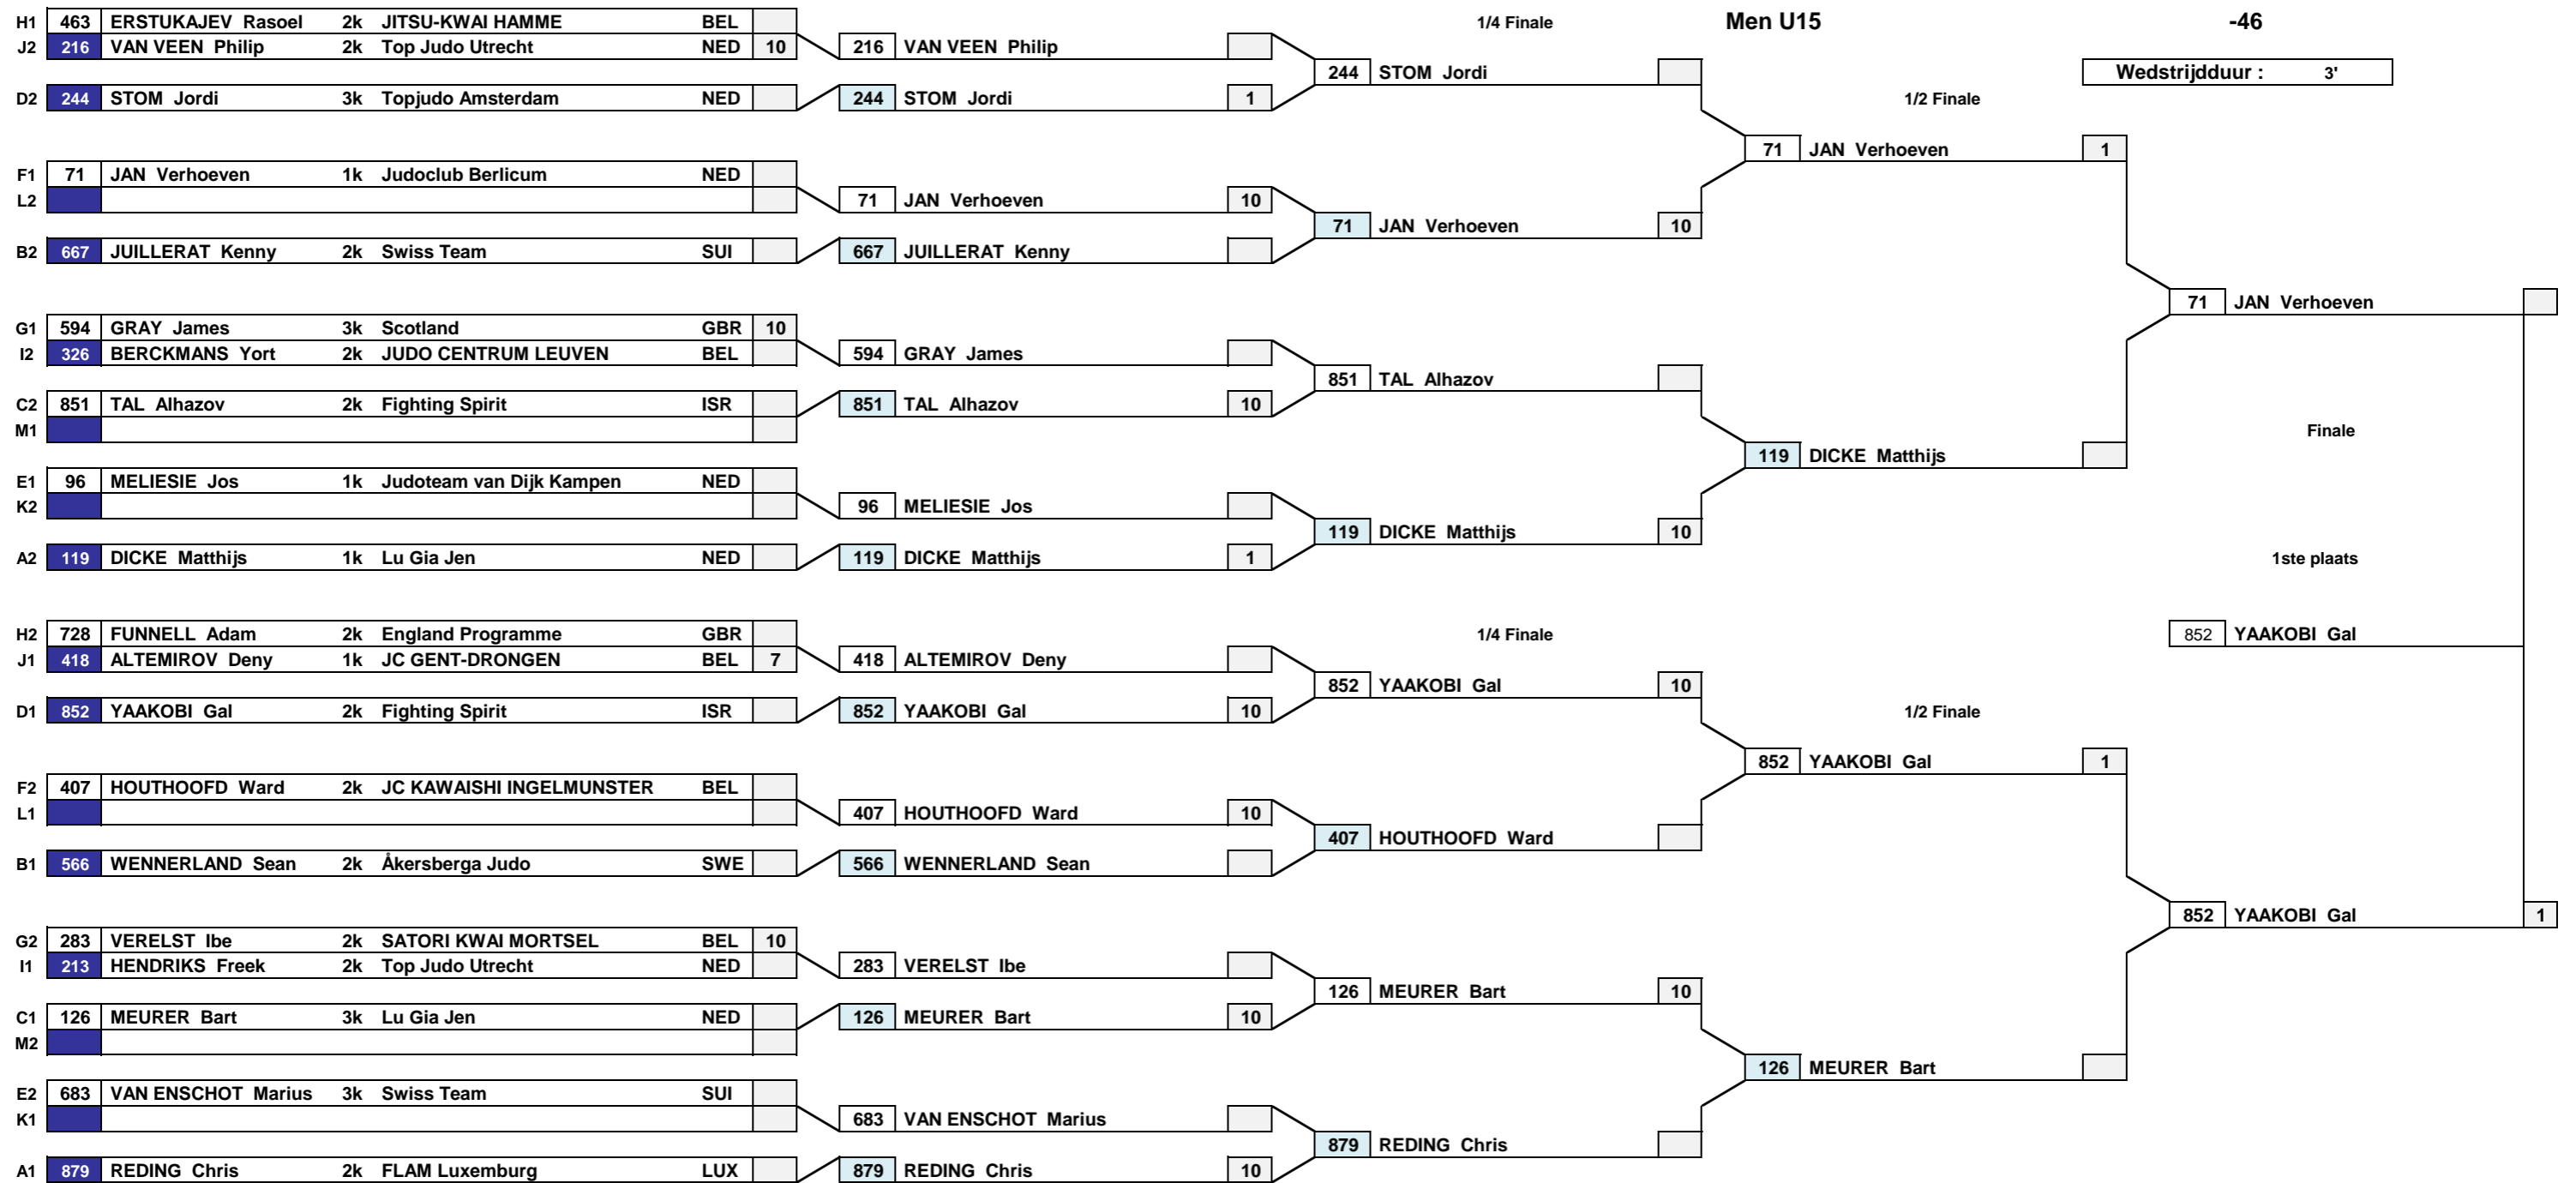 H1 463 ERSTUKAJEV Rasoel 2k JITSU-KWAI HAMME BEL 1/4 Finale Men U15 -46
J2 216 VAN VEEN Philip 2k Top Judo Utrecht NED 10 216 VAN VEEN Philip
244 STOM Jordi Wedstrijdduur : 3'
D2 244 STOM Jordi 3k Topjudo Amsterdam NED 244 STOM Jordi 1 1/2 Finale
71 JAN Verhoeven 1
F1 71 JAN Verhoeven 1k Judoclub Berlicum NED
L2 71 JAN Verhoeven 10
71 JAN Verhoeven 10
B2 667 JUILLERAT Kenny 2k Swiss Team SUI 667 JUILLERAT Kenny
71 JAN Verhoeven
G1 594 GRAY James 3k Scotland GBR 10
I2 326 BERCKMANS Yort 2k JUDO CENTRUM LEUVEN BEL 594 GRAY James
851 TAL Alhazov
C2 851 TAL Alhazov 2k Fighting Spirit ISR 851 TAL Alhazov 10
M1 Finale
119 DICKE Matthijs
E1 96 MELIESIE Jos 1k Judoteam van Dijk Kampen NED
K2 96 MELIESIE Jos
119 DICKE Matthijs 10
A2 119 DICKE Matthijs 1k Lu Gia Jen NED 119 DICKE Matthijs 1 1ste plaats
H2 728 FUNNELL Adam 2k England Programme GBR 1/4 Finale 852 YAAKOBI Gal
J1 418 ALTEMIROV Deny 1k JC GENT-DRONGEN BEL 7 418 ALTEMIROV Deny
852 YAAKOBI Gal 10
D1 852 YAAKOBI Gal 2k Fighting Spirit ISR 852 YAAKOBI Gal 10 1/2 Finale
852 YAAKOBI Gal 1
F2 407 HOUTHOOFD Ward 2k JC KAWAISHI INGELMUNSTER BEL
L1 407 HOUTHOOFD Ward 10
407 HOUTHOOFD Ward
B1 566 WENNERLAND Sean 2k Åkersberga Judo SWE 566 WENNERLAND Sean
852 YAAKOBI Gal 1
G2 283 VERELST Ibe 2k SATORI KWAI MORTSEL BEL 10
I1 213 HENDRIKS Freek 2k Top Judo Utrecht NED 283 VERELST Ibe
126 MEURER Bart 10
C1 126 MEURER Bart 3k Lu Gia Jen NED 126 MEURER Bart 10
M2
126 MEURER Bart
E2 683 VAN ENSCHOT Marius 3k Swiss Team SUI
K1 683 VAN ENSCHOT Marius
879 REDING Chris
A1 879 REDING Chris 2k FLAM Luxemburg LUX 879 REDING Chris 10